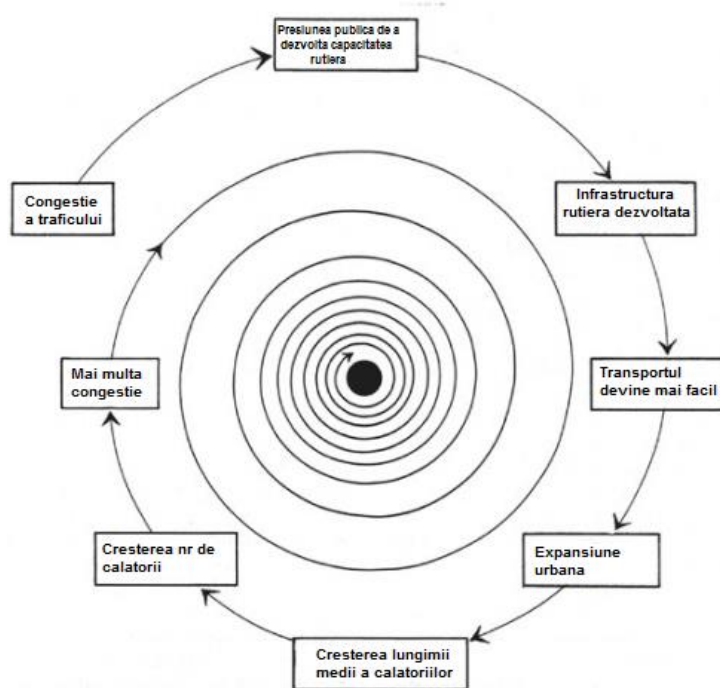 Presiunea publica de a
dezvolta capacitatea
rutiera
Congestie
a traficului
Infrastructura
rutiera dezvoltata
Mai multa
congestie
Transportul
devine mai facil
Cresterea nr de
calatorii
Expansiune
urbana
Cresterea lungimii
medii a calatoriilor